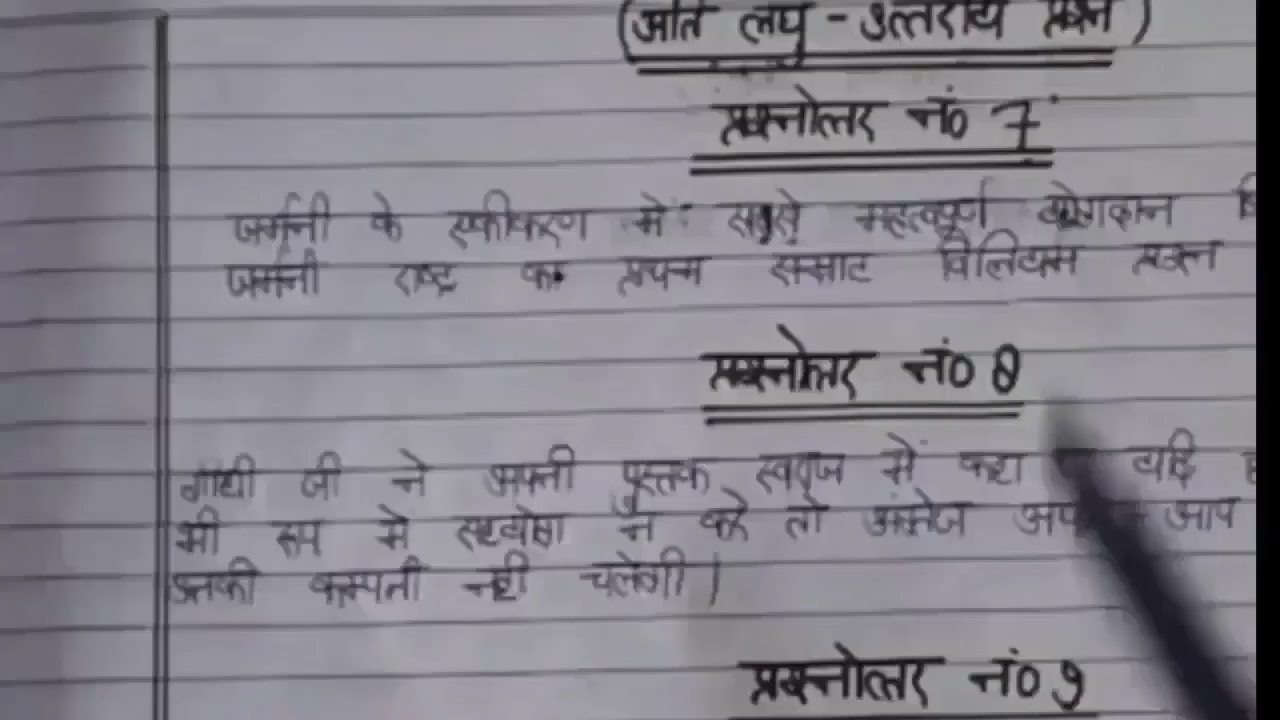 (अति लघु - उत्तरीय प्रश्न)
प्रश्नोत्तर नं० 7
जर्मनी के एकीकरण में सबसे महत्वपूर्ण योगदान
जर्मनी राष्ट्र का प्रथम सम्राट विलियम प्रथम
प्रश्नोत्तर नं० 8
गांधी जी ने अपनी पुस्तक स्वराज में कहा यदि
भी रूप में सहयोग न करे तो अंग्रेज आप
उनकी कम्पनी नही चलेगी।
प्रश्नोत्तर नं० 9